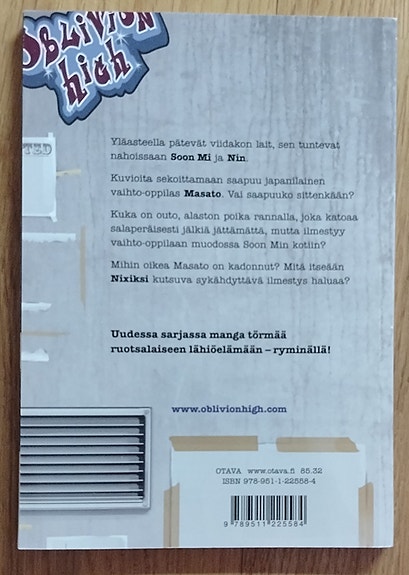 OBLIVION
high
TED
Yläasteella pätevät viidakon lait, sen tuntevat
nahoissaan Soon Mi ja Nin.
Kuvioita sekoittamaan saapuu japanilainen
vaihto-oppilas Masato. Vai saapuuko sittenkään?
Kuka on outo, alaston poika rannalla, joka katoaa
salaperäisesti jälkiä jättämättä, mutta ilmestyy
vaihto-oppilaan muodossa Soon Min kotiin?
Mihin oikea Masato on kadonnut? Mitä itseään
Nixiksi kutsuva sykähdyttävä ilmestys haluaa?
Uudessa sarjassa manga törmää
ruotsalaiseen lähiöelämään – ryminällä!
www.oblivionhigh.com
OTAVA www.otava.fi 85.32
ISBN 978-951-1-22558-4
9 789511 225584